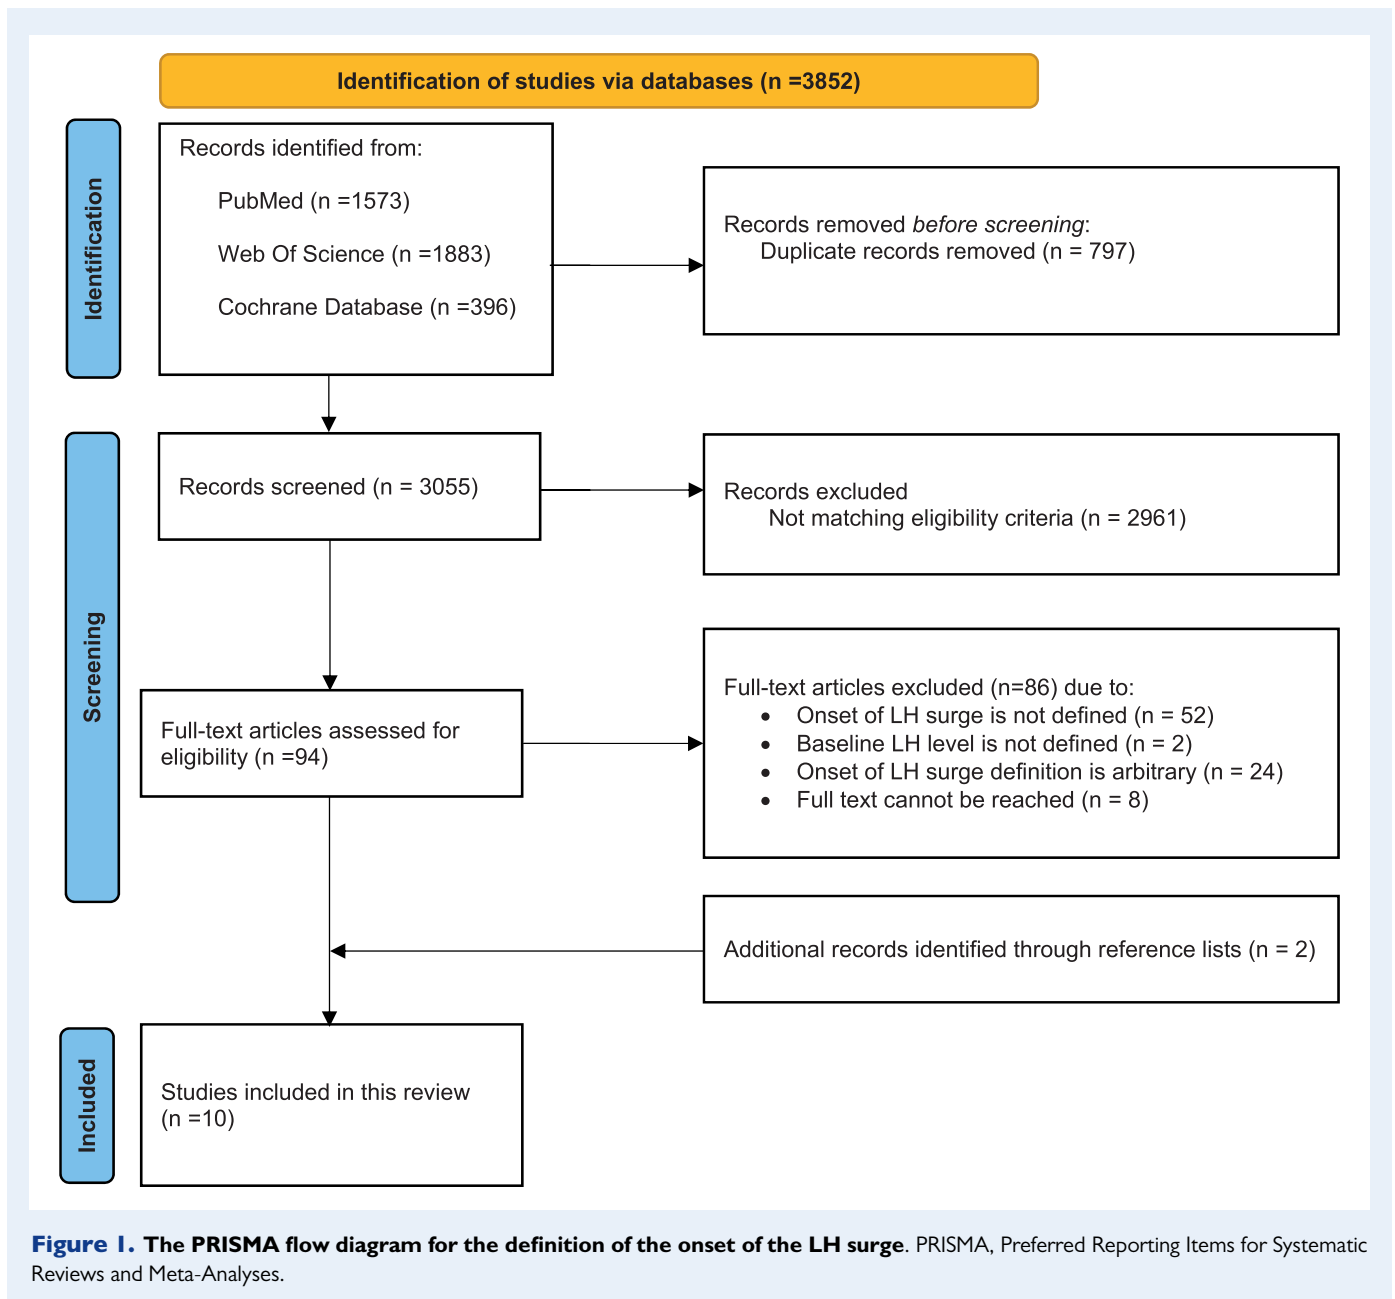 Identification of studies via databases (n =3852)
Identification
Records identified from:
PubMed (n =1573)
Web Of Science (n =1883)
Cochrane Database (n =396)
Records removed before screening:
Duplicate records removed (n = 797)
Screening
Records screened (n = 3055)
Records excluded
Not matching eligibility criteria (n = 2961)
Full-text articles assessed for
eligibility (n =94)
Full-text articles excluded (n=86) due to:
• Onset of LH surge is not defined (n = 52)
• Baseline LH level is not defined (n = 2)
• Onset of LH surge definition is arbitrary (n = 24)
• Full text cannot be reached (n = 8)
Additional records identified through reference lists (n = 2)
Included
Studies included in this review
(n =10)
Figure 1. The PRISMA flow diagram for the definition of the onset of the LH surge. PRISMA, Preferred Reporting Items for Systematic
Reviews and Meta-Analyses.